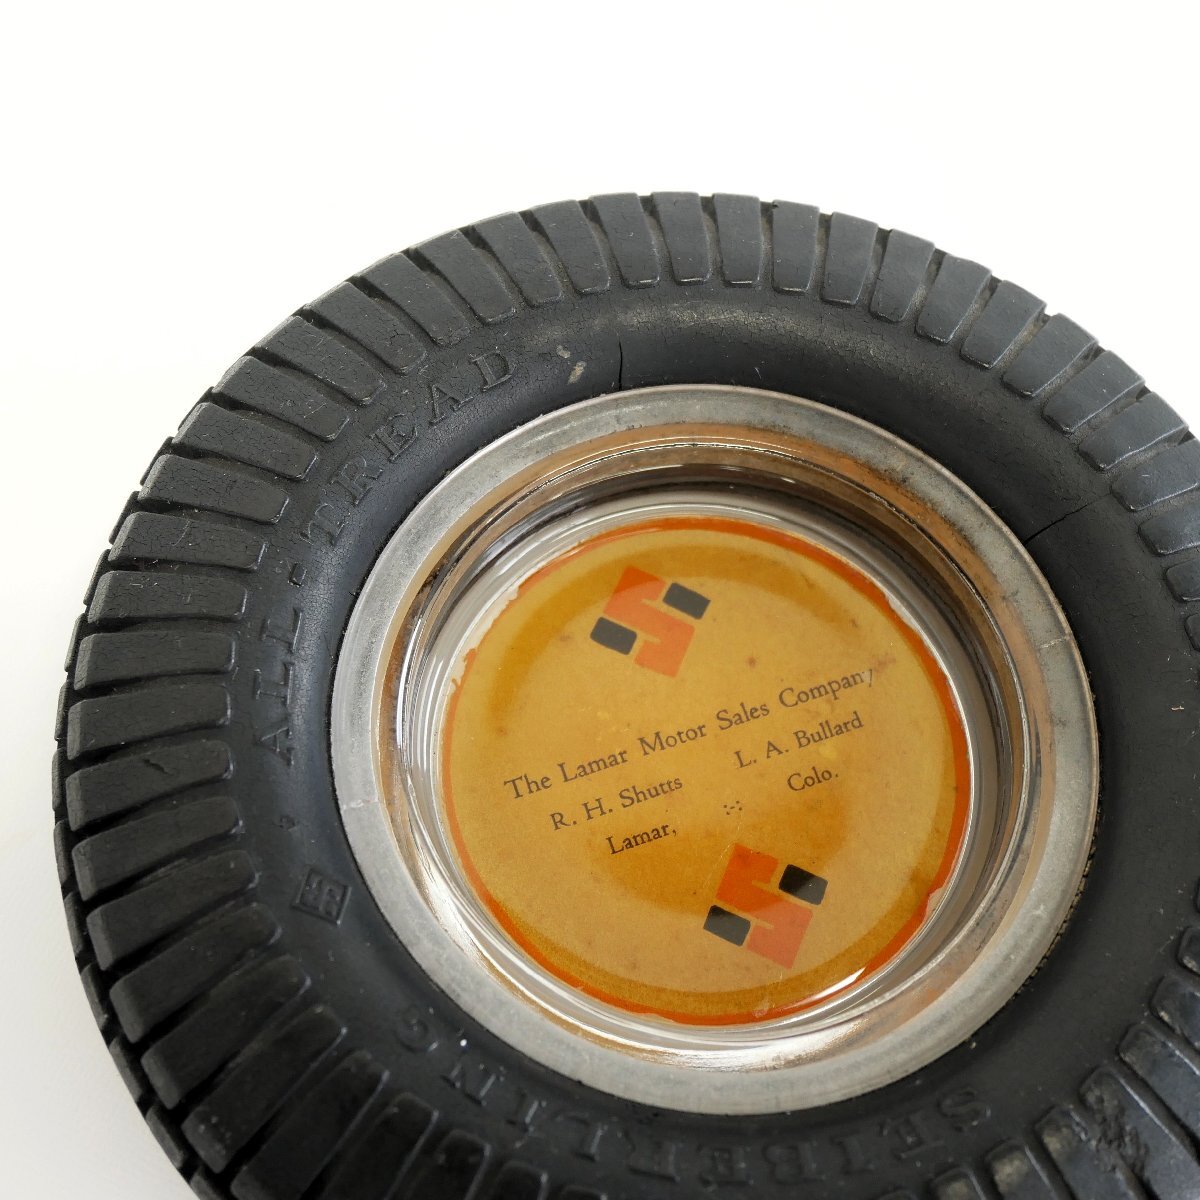 ALL-TREAD
The Lamar Motor Sales Company
R. H. Shutts L. A. Bullard
Lamar, Colo.
SEIBERLING